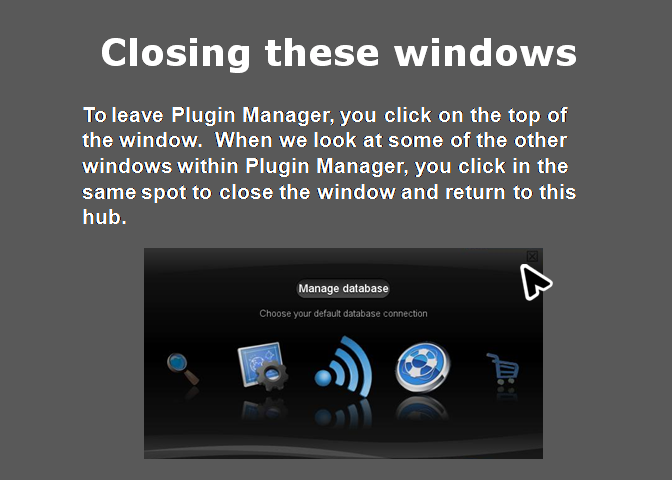 Closing these windows
To leave Plugin Manager, you click on the top of
the window.  When we look at some of the other
windows within Plugin Manager, you click in the
same spot to close the window and return to this
hub.
Manage database
Choose your default database connection